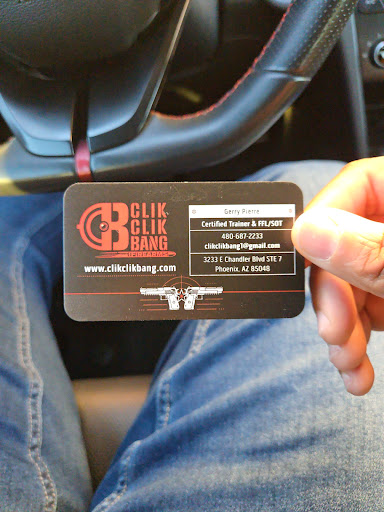 CLIK
CLIK
BANG
FIREARMS
www.clikclikbang.com
Gerry Pierre
Certified Trainer & FFL/SOT
480-687-2233
clikclikbang1@gmail.com
3233 E Chandler Blvd STE 7
Phoenix, AZ 85048